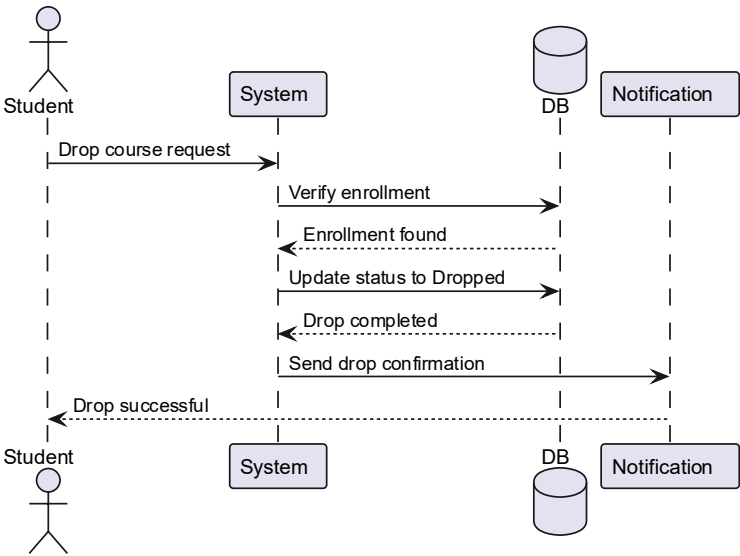 Student
System
DB
Notification
Drop course request
Verify enrollment
Enrollment found
Update status to Dropped
Drop completed
Send drop confirmation
Drop successful
Student
System
DB
Notification